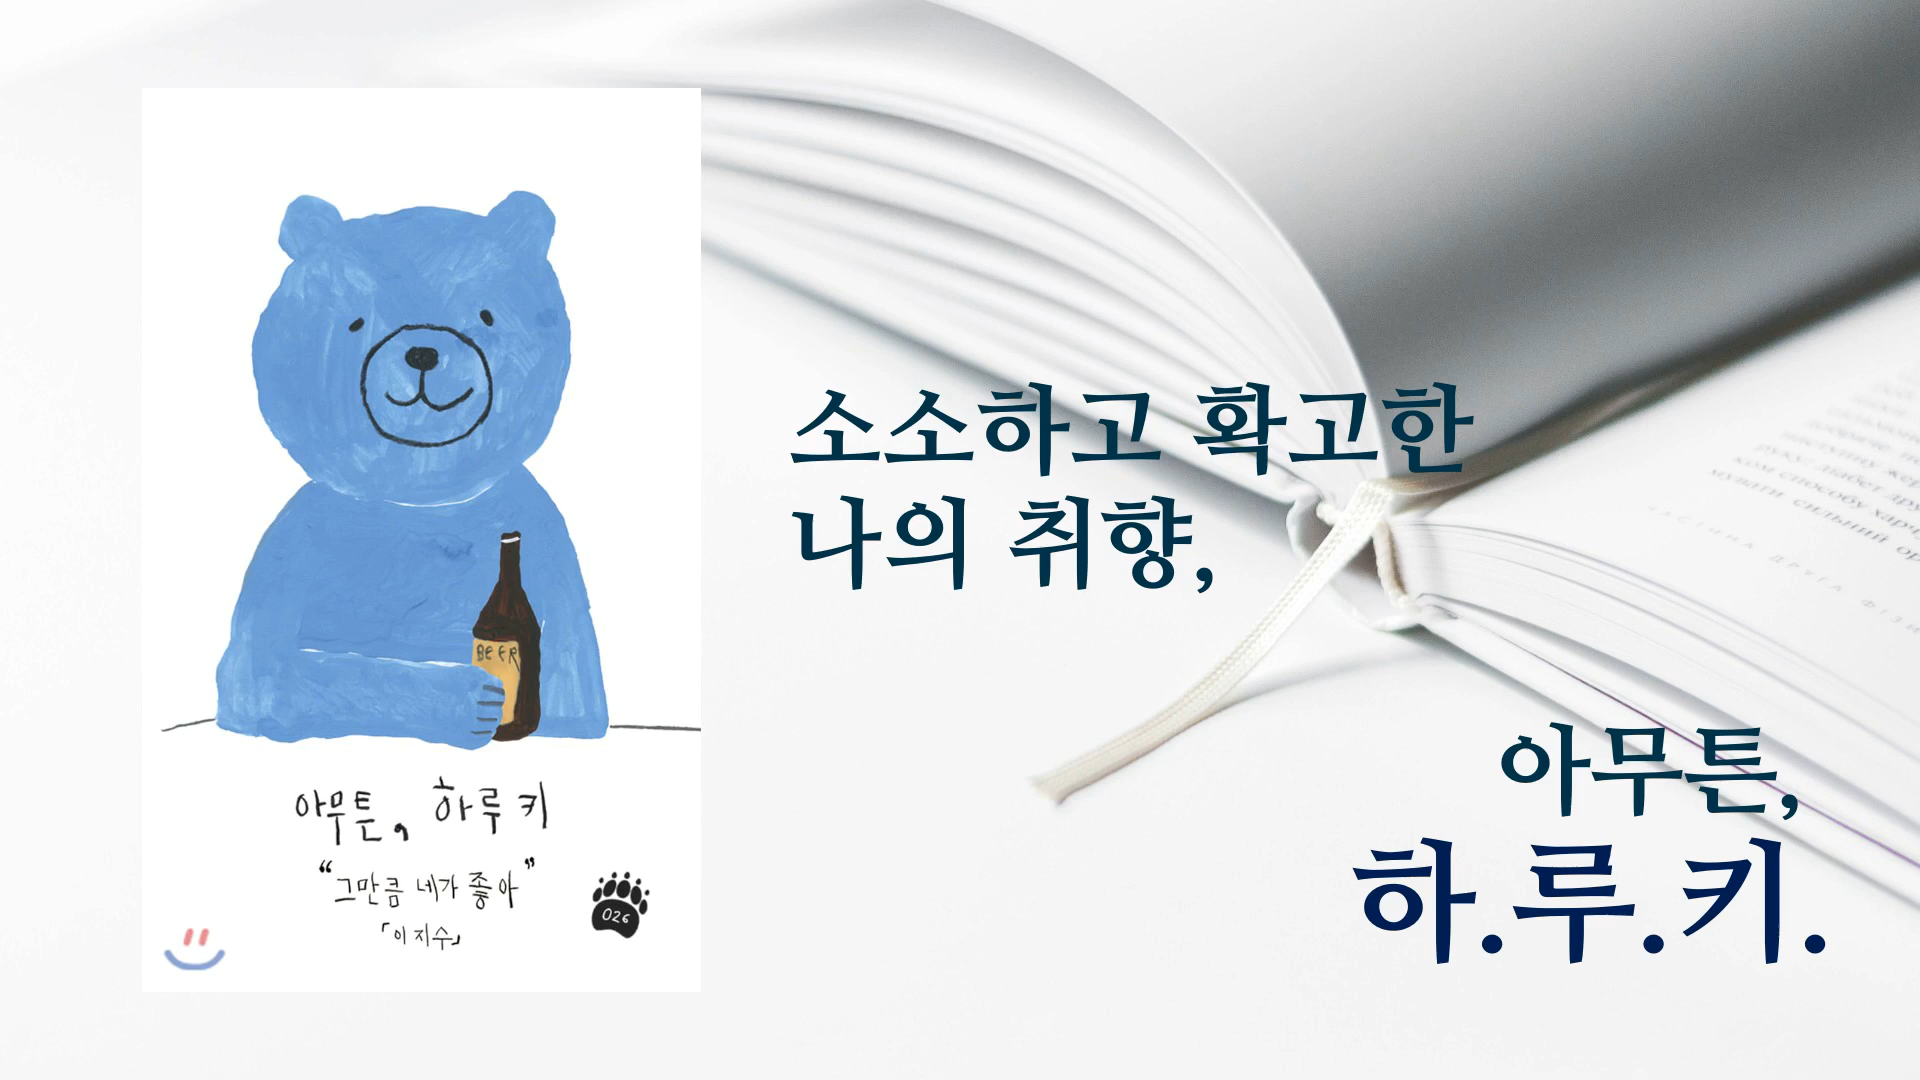 BEER
아무튼, 하루키
“그만큼 네가 좋아”
「이지수」
026
소소하고 확고한
나의 취향,
아무튼,
하.루.키.